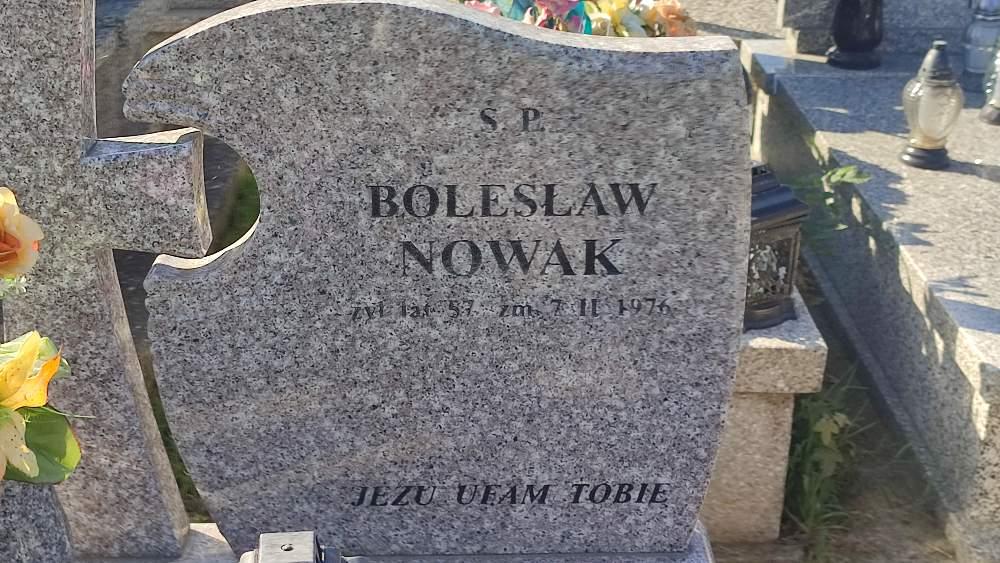 S. P.
BOLESŁAW
NOWAK
żył lat 57 zm. 7 II 1976
JEZU UFAM TOBIE